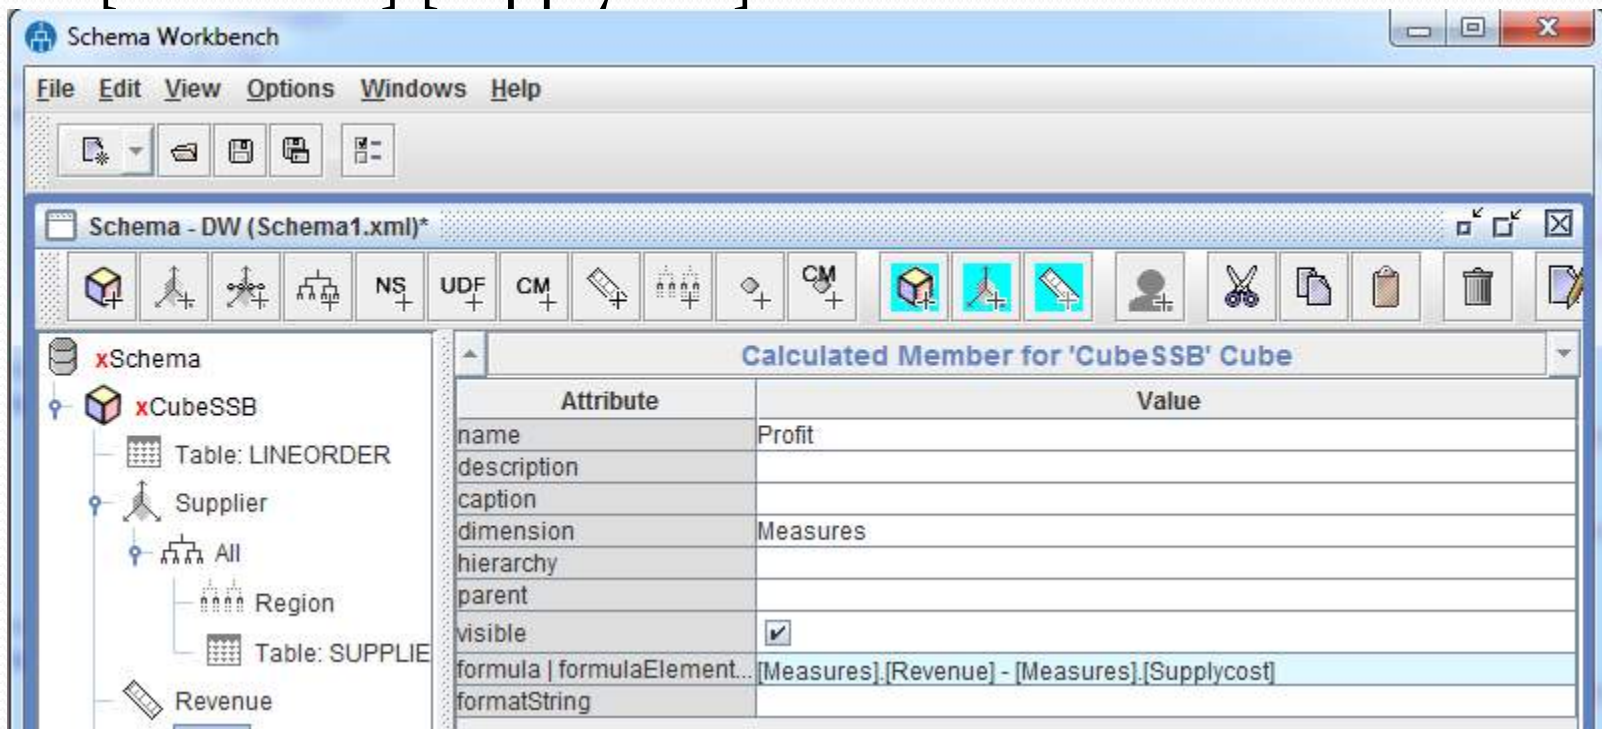 Schema Workbench
File Edit View Options Windows Help
Schema - DW (Schema1.xml)*
NS UDF CM CM
xSchema
xCubeSSB
Table: LINEORDER
Supplier
All
Region
Table: SUPPLIE
Revenue
Calculated Member for 'CubeSSB' Cube
Attribute Value
name Profit
description
caption
dimension Measures
hierarchy
parent
visible
formula | formulaElement... [Measures].[Revenue] - [Measures].[Supplycost]
formatString